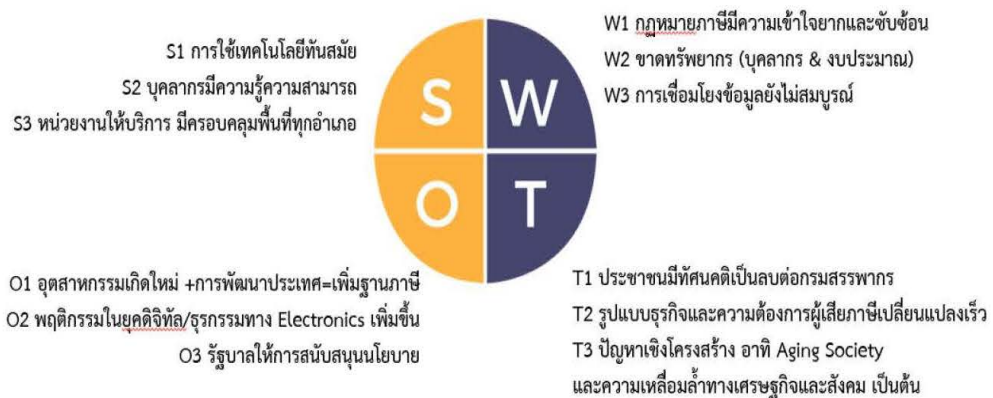 S1 การใช้เทคโนโลยีทันสมัย
S2 บุคลากรมีความรู้ความสามารถ
S3 หน่วยงานให้บริการ มีครอบคลุมพื้นที่ทุกอำเภอ
S W
O T
W1 กฎหมายภาษีมีความเข้าใจยากและซับซ้อน
W2 ขาดทรัพยากร (บุคลากร & งบประมาณ)
W3 การเชื่อมโยงข้อมูลยังไม่สมบูรณ์
O1 อุตสาหกรรมเกิดใหม่ +การพัฒนาประเทศ=เพิ่มฐานภาษี
O2 พฤติกรรมในยุคดิจิทัล/ธุรกรรมทาง Electronics เพิ่มขึ้น
O3 รัฐบาลให้การสนับสนุนนโยบาย
T1 ประชาชนมีทัศนคติเป็นลบต่อกรมสรรพากร
T2 รูปแบบธุรกิจและความต้องการผู้เสียภาษีเปลี่ยนแปลงเร็ว
T3 ปัญหาเชิงโครงสร้าง อาทิ Aging Society
และความเหลื่อมล้ำทางเศรษฐกิจและสังคม เป็นต้น